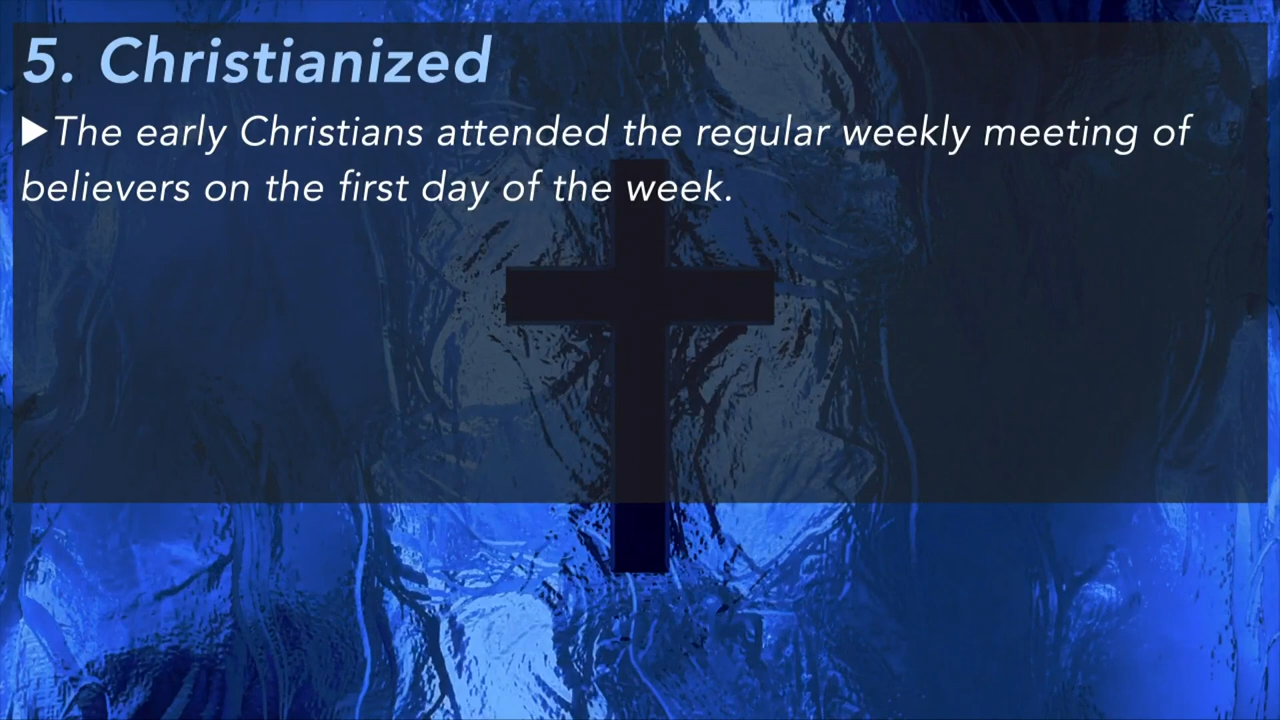 5. Christianized
▶The early Christians attended the regular weekly meeting of
believers on the first day of the week.